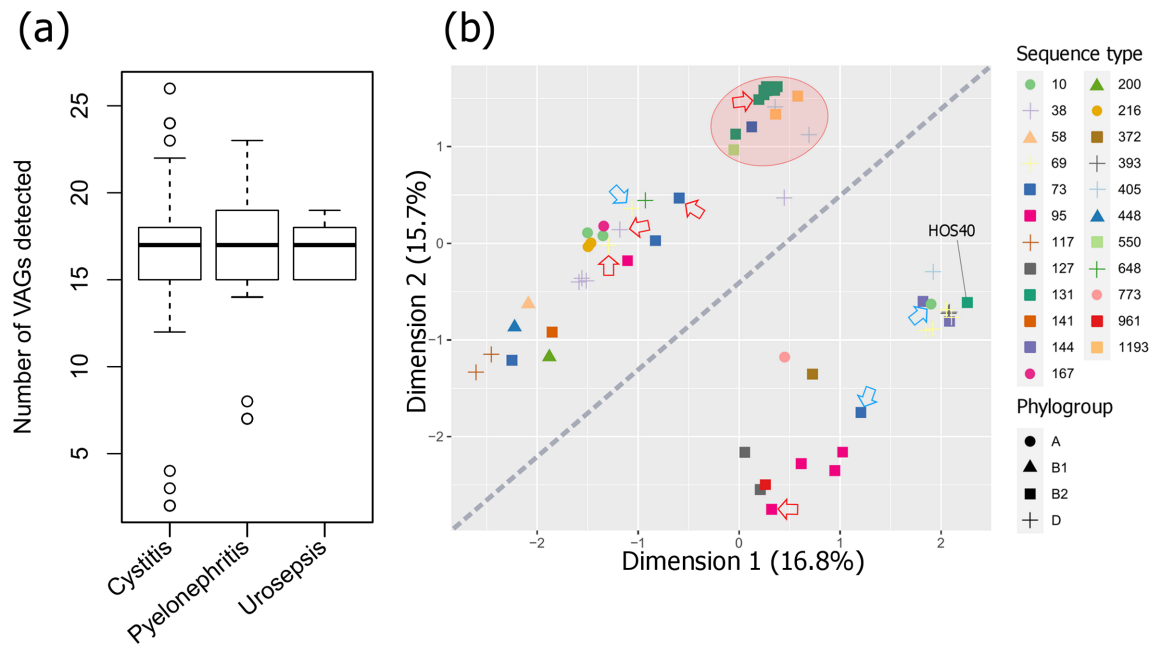 (a)
Number of VAGs detected
25
20
15
10
5
Cystitis
Pyelonephritis
Urosepsis
(b)
Dimension 2 (15.7%)
1
0
−1
−2
HOS40
−2
−1
0
1
2
Dimension 1 (16.8%)
Sequence type
10 200
38 216
58 372
69 393
73 405
95 448
117 550
127 648
131 773
141 961
144 1193
167
Phylogroup
A
B1
B2
D